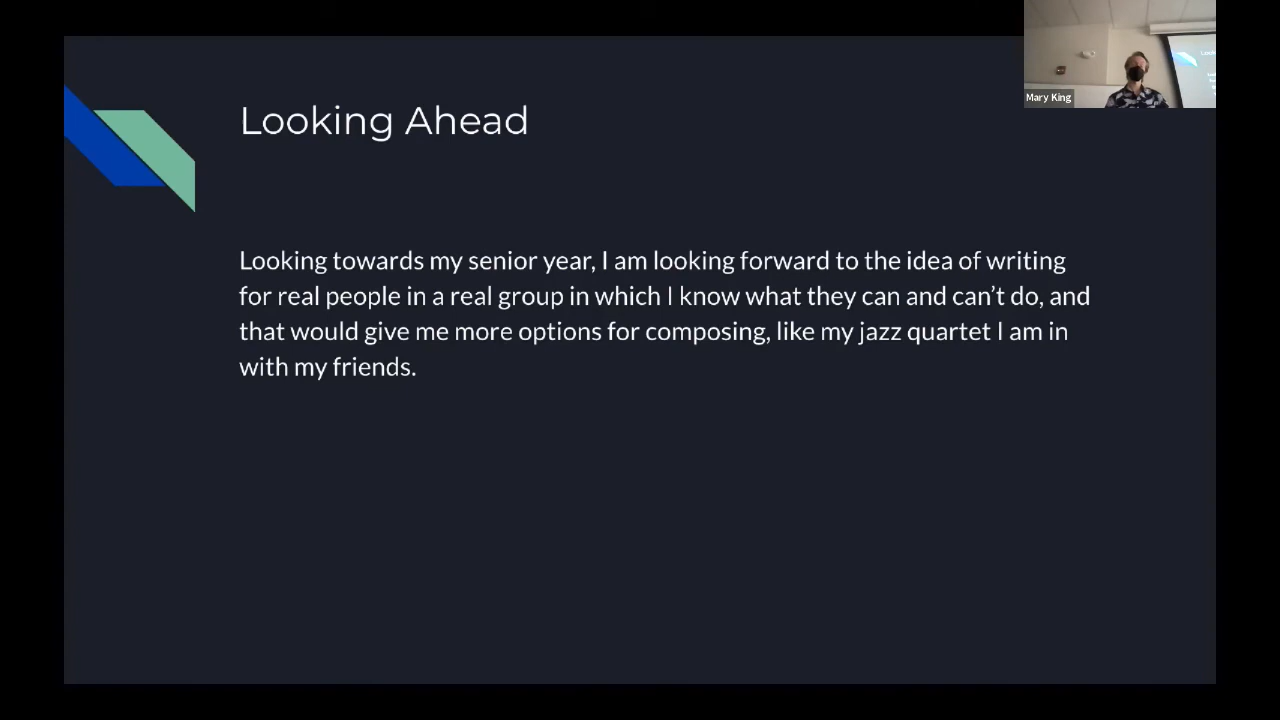 Looking Ahead
Mary King
Looking towards my senior year, I am looking forward to the idea of writing
for real people in a real group in which I know what they can and can’t do, and
that would give me more options for composing, like my jazz quartet I am in
with my friends.